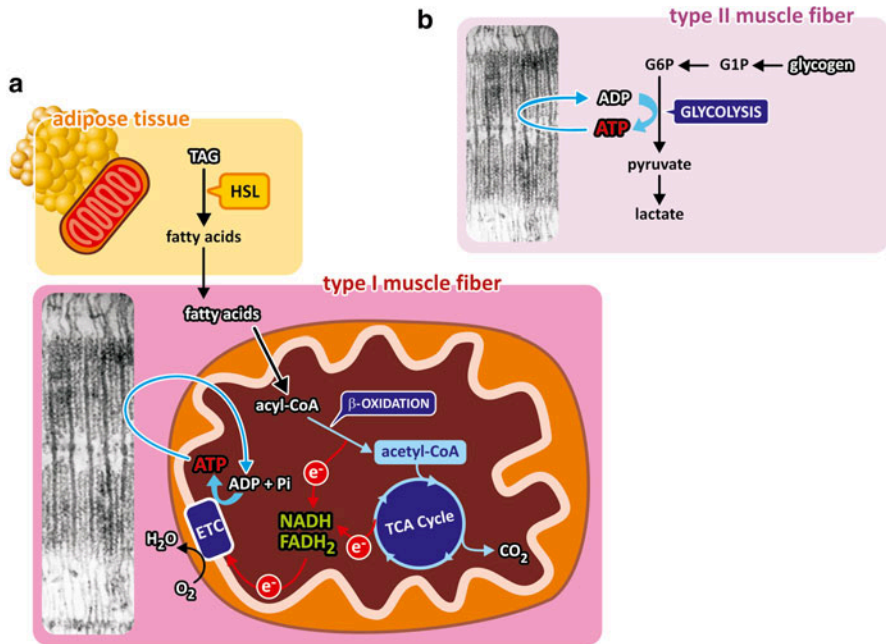 a
adipose tissue
TAG
HSL
fatty acids
type I muscle fiber
fatty acids
acyl-CoA
β-OXIDATION
acetyl-CoA
ATP
ADP + Pi
e-
ETC
NADH
FADH₂
e-
TCA Cycle
H₂O
CO₂
O₂
e-
b
type II muscle fiber
G6P
G1P
glycogen
ADP
ATP
GLYCOLYSIS
pyruvate
lactate